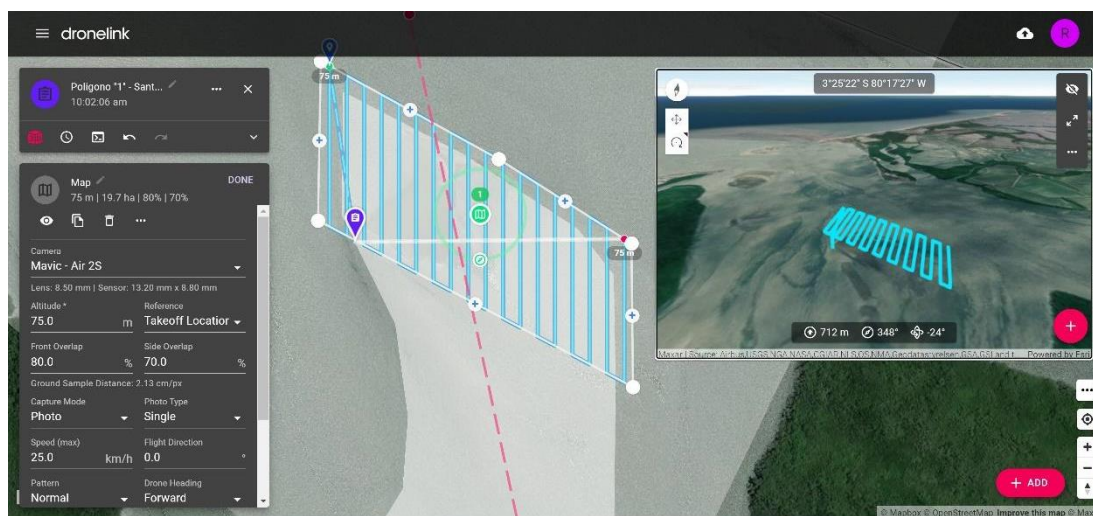 dronelink
R
Poligono "1" - Sant...
10:02:06 am
Map
DONE
75 m | 19.7 ha | 80% | 70%
Camera
Mavic - Air 2S
Lens: 8.50 mm | Sensor: 13.20 mm x 8.80 mm
Altitude * Reference
75.0 m Takeoff Locatior
Front Overlap Side Overlap
80.0 % 70.0 %
Ground Sample Distance: 2.13 cm/px
Capture Mode Photo Type
Photo Single
Speed (max) Flight Direction
25.0 km/h 0.0 °
Pattern Drone Heading
Normal Forward
75 m
1
75 m
3°25'22" S 80°17'27" W
712 m 348° -24°
Powered by Esri
+ ADD
© Mapbox © OpenStreetMap Improve this map © Max